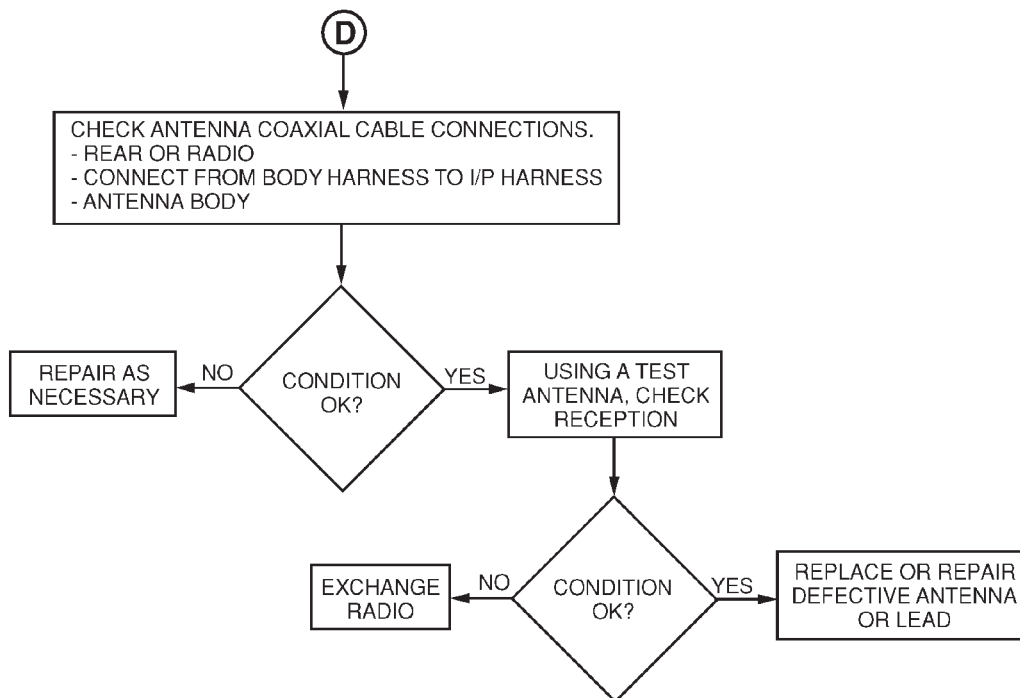 D
CHECK ANTENNA COAXIAL CABLE CONNECTIONS.
- REAR OR RADIO
- CONNECT FROM BODY HARNESS TO I/P HARNESS
- ANTENNA BODY
REPAIR AS
NECESSARY
NO
CONDITION
OK?
YES
USING A TEST
ANTENNA, CHECK
RECEPTION
EXCHANGE
RADIO
NO
CONDITION
OK?
YES
REPLACE OR REPAIR
DEFECTIVE ANTENNA
OR LEAD